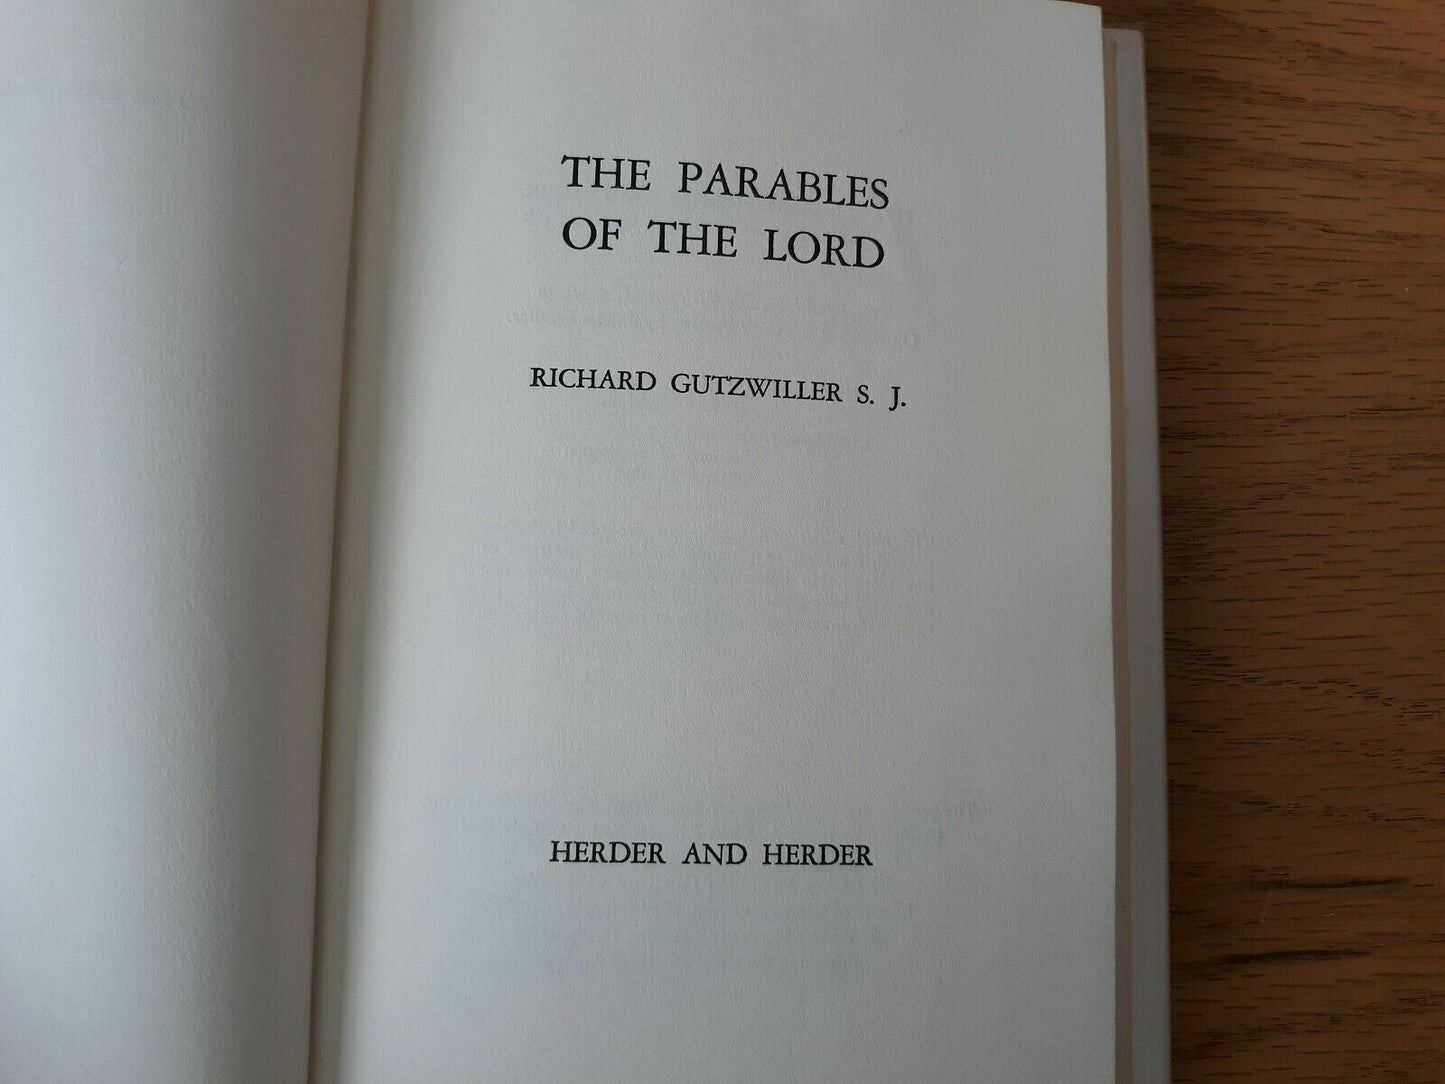 THE PARABLES
OF THE LORD
RICHARD GUTZWILLER S. J.
HERDER AND HERDER